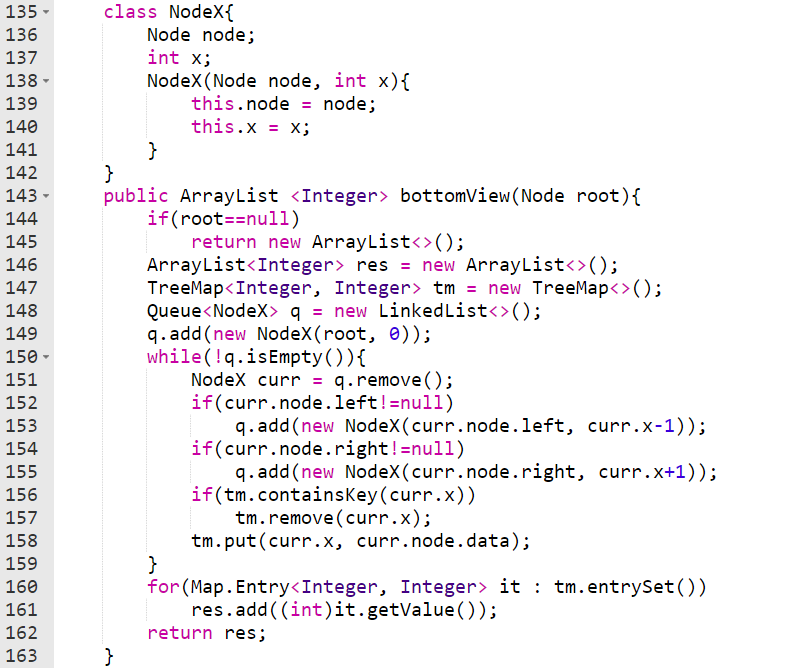 135 class NodeX{
136 Node node;
137 int x;
138 NodeX(Node node, int x){
139 this.node = node;
140 this.x = x;
141 }
142 }
143 public ArrayList <Integer> bottomView(Node root){
144 if(root==null)
145 return new ArrayList<>();
146 ArrayList<Integer> res = new ArrayList<>();
147 TreeMap<Integer, Integer> tm = new TreeMap<>();
148 Queue<NodeX> q = new LinkedList<>();
149 q.add(new NodeX(root, 0));
150 while(!q.isEmpty()){
151 NodeX curr = q.remove();
152 if(curr.node.left!=null)
153 q.add(new NodeX(curr.node.left, curr.x-1));
154 if(curr.node.right!=null)
155 q.add(new NodeX(curr.node.right, curr.x+1));
156 if(tm.containsKey(curr.x))
157 tm.remove(curr.x);
158 tm.put(curr.x, curr.node.data);
159 }
160 for(Map.Entry<Integer, Integer> it : tm.entrySet())
161 res.add((int)it.getValue());
162 return res;
163 }